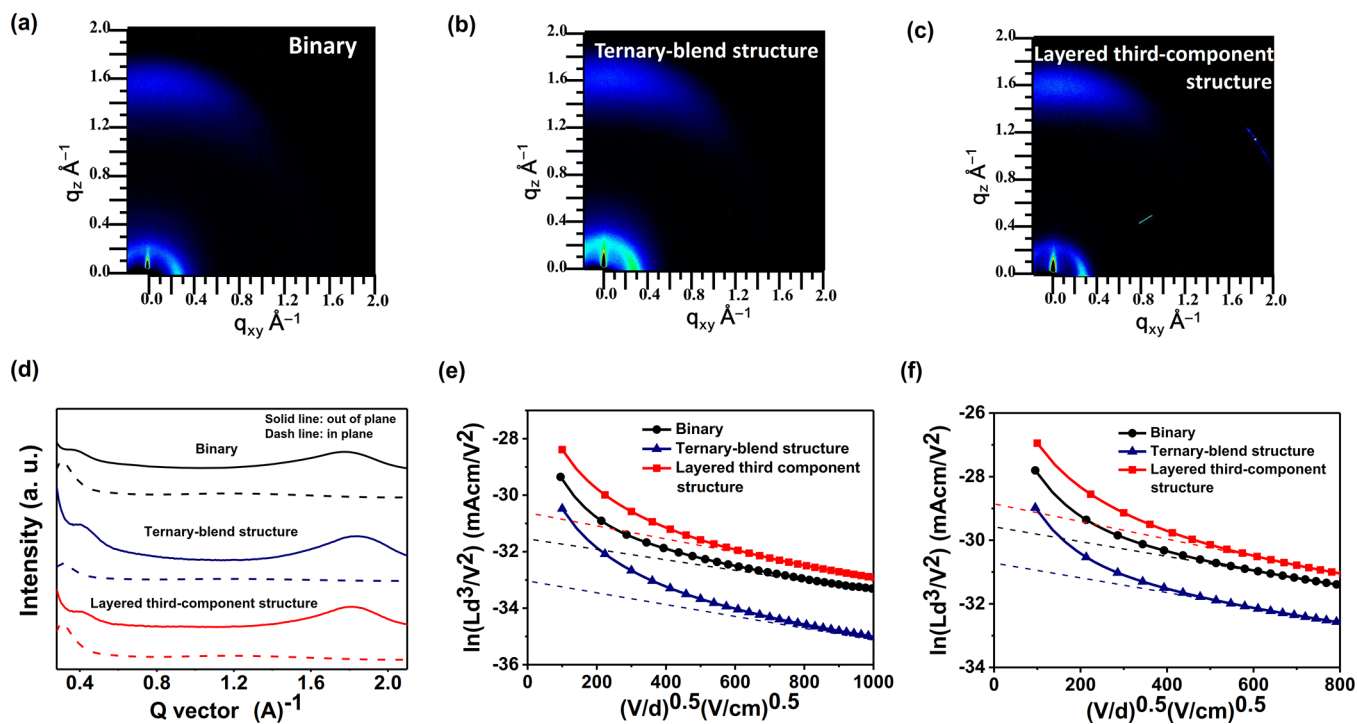 (a)
Binary
2.0
1.6
1.2
0.8
0.4
0.0
q_z Å⁻¹
0.0 0.4 0.8 1.2 1.6 2.0
q_xy Å⁻¹
(b)
Ternary-blend structure
2.0
1.6
1.2
0.8
0.4
0.0
q_z Å⁻¹
0.0 0.4 0.8 1.2 1.6 2.0
q_xy Å⁻¹
(c)
Layered third-component
structure
2.0
1.6
1.2
0.8
0.4
0.0
q_z Å⁻¹
0.0 0.4 0.8 1.2 1.6 2.0
q_xy Å⁻¹
(d)
Solid line: out of plane
Dash line: in plane
Binary
Ternary-blend structure
Layered third-component structure
Intensity (a. u.)
0.4 0.8 1.2 1.6 2.0
Q vector (A)⁻¹
(e)
Binary
Ternary-blend structure
Layered third component
structure
-28
-30
-32
-34
-36
ln(Ld³/V²) (mAcm/V²)
0 200 400 600 800 1000
(V/d)^0.5(V/cm)^0.5
(f)
Binary
Ternary-blend structure
Layered third-component
structure
-26
-28
-30
-32
-34
ln(Ld³/V²) (mAcm/V²)
0 200 400 600 800
(V/d)^0.5(V/cm)^0.5